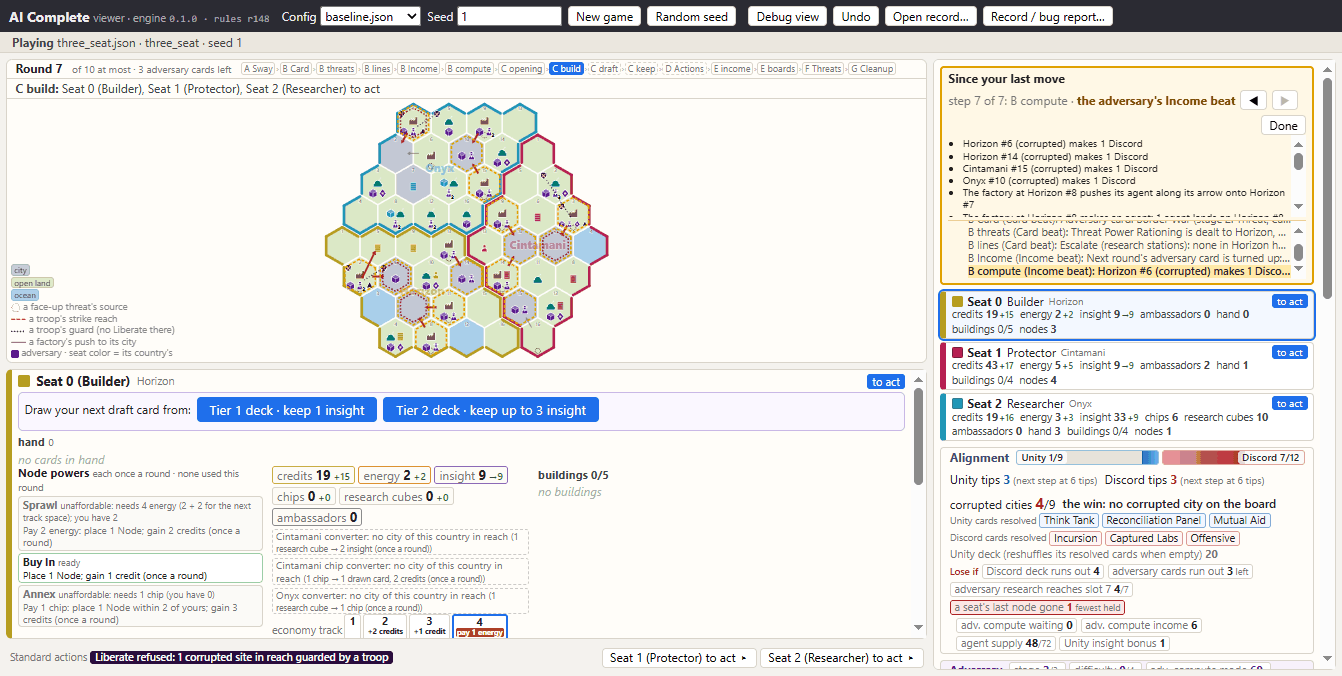 AI Complete viewer · engine 0.1.0 · rules r148 Config baseline.json Seed 1 New game Random seed Debug view Undo Open record... Record / bug report...
Playing three_seat.json · three_seat · seed 1
Round 7 of 10 at most · 3 adversary cards left A Sway › B Card › B threats › B lines › B Income › B compute › C opening › C build › C draft › C keep › D Actions › E income › E boards › F Threats › G Cleanup
C build: Seat 0 (Builder), Seat 1 (Protector), Seat 2 (Researcher) to act
Onyx
Cintamani
city
open land
ocean
a face-up threat's source
a troop's strike reach
a troop's guard (no Liberate there)
a factory's push to its city
adversary · seat color = its country's
Seat 0 (Builder) Horizon to act
Draw your next draft card from: Tier 1 deck · keep 1 insight Tier 2 deck · keep up to 3 insight
hand 0
no cards in hand
Node powers each once a round · none used this
round
Sprawl unaffordable: needs 4 energy (2 + 2 for the next
track space); you have 2
Pay 2 energy: place 1 Node; gain 2 credits (once a
round)
Buy In ready
Place 1 Node; gain 1 credit (once a round)
Annex unaffordable: needs 1 chip (you have 0)
Pay 1 chip: place 1 Node within 2 of yours; gain 3
credits (once a round)
credits 19 +15 energy 2 +2 insight 9 →9
chips 0 +0 research cubes 0 +0
ambassadors 0
Cintamani converter: no city of this country in reach (1
research cube → 2 insight (once a round))
Cintamani chip converter: no city of this country in
reach (1 chip → 1 drawn card, 2 credits (once a round))
Onyx converter: no city of this country in reach (1
research cube → 1 chip (once a round))
economy track 1 2 +2 credits 3 +1 credit 4 pay 1 energy
buildings 0/5
no buildings
Standard actions Liberate refused: 1 corrupted site in reach guarded by a troop Seat 1 (Protector) to act ▸ Seat 2 (Researcher) to act ▸
Since your last move
step 7 of 7: B compute · the adversary's Income beat ◀ ▶
Done
Horizon #6 (corrupted) makes 1 Discord
Horizon #14 (corrupted) makes 1 Discord
Cintamani #15 (corrupted) makes 1 Discord
Onyx #10 (corrupted) makes 1 Discord
The factory at Horizon #8 pushes its agent along its arrow onto Horizon
#7
B threats (Card beat): Threat Power Rationing is dealt to Horizon, ...
B lines (Card beat): Escalate (research stations): none in Horizon h...
B Income (Income beat): Next round's adversary card is turned up:...
B compute (Income beat): Horizon #6 (corrupted) makes 1 Disco...
Seat 0 Builder Horizon to act
credits 19 +15 energy 2 +2 insight 9 →9 ambassadors 0 hand 0
buildings 0/5 nodes 3
Seat 1 Protector Cintamani to act
credits 43 +17 energy 5 +5 insight 9 →9 ambassadors 2 hand 1
buildings 0/4 nodes 4
Seat 2 Researcher Onyx to act
credits 19 +16 energy 3 +3 insight 33 +9 chips 6 research cubes 10
ambassadors 0 hand 3 buildings 0/4 nodes 1
Alignment Unity 1/9 Discord 7/12
Unity tips 3 (next step at 6 tips) Discord tips 3 (next step at 6 tips)
corrupted cities 4/9 the win: no corrupted city on the board
Unity cards resolved Think Tank Reconciliation Panel Mutual Aid
Discord cards resolved Incursion Captured Labs Offensive
Unity deck (reshuffles its resolved cards when empty) 20
Lose if Discord deck runs out 4 adversary cards run out 3 left
adversary research reaches slot 7 4/7
a seat's last node gone 1 fewest held
adv. compute waiting 0 adv. compute income 6
agent supply 48/72 Unity insight bonus 1